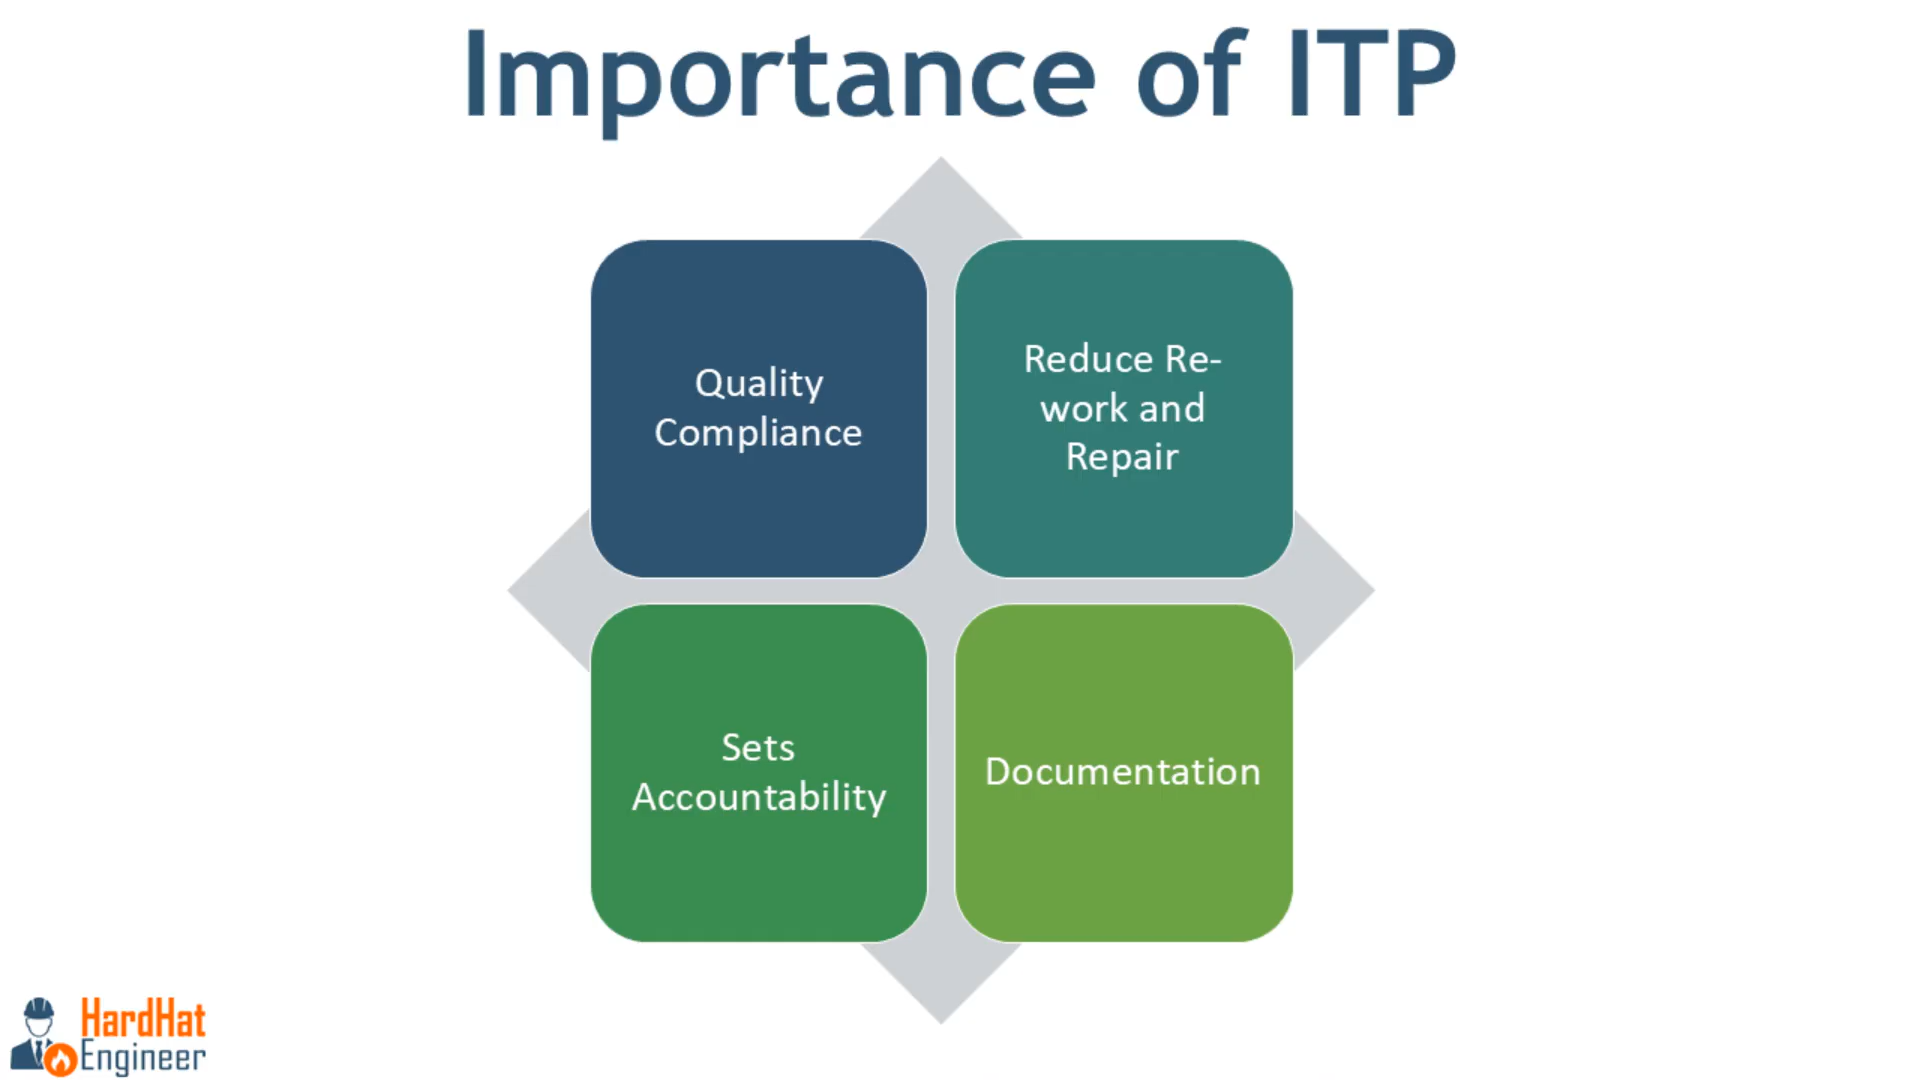 Importance of ITP
Quality
Compliance
Reduce Re-
work and
Repair
Sets
Accountability
Documentation
HardHat
Engineer